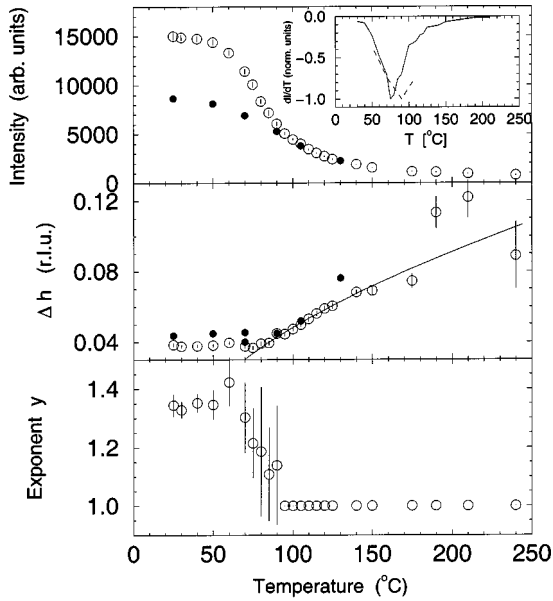 Intensity (arb. units)
15000
10000
5000
0
dI/dT (norm. units)
0.0
−0.5
−1.0
0 50 100 150 200 250
T [°C]
Δ h (r.l.u.)
0.12
0.08
0.04
Exponent y
1.4
1.2
1.0
0 50 100 150 200 250
Temperature (°C)